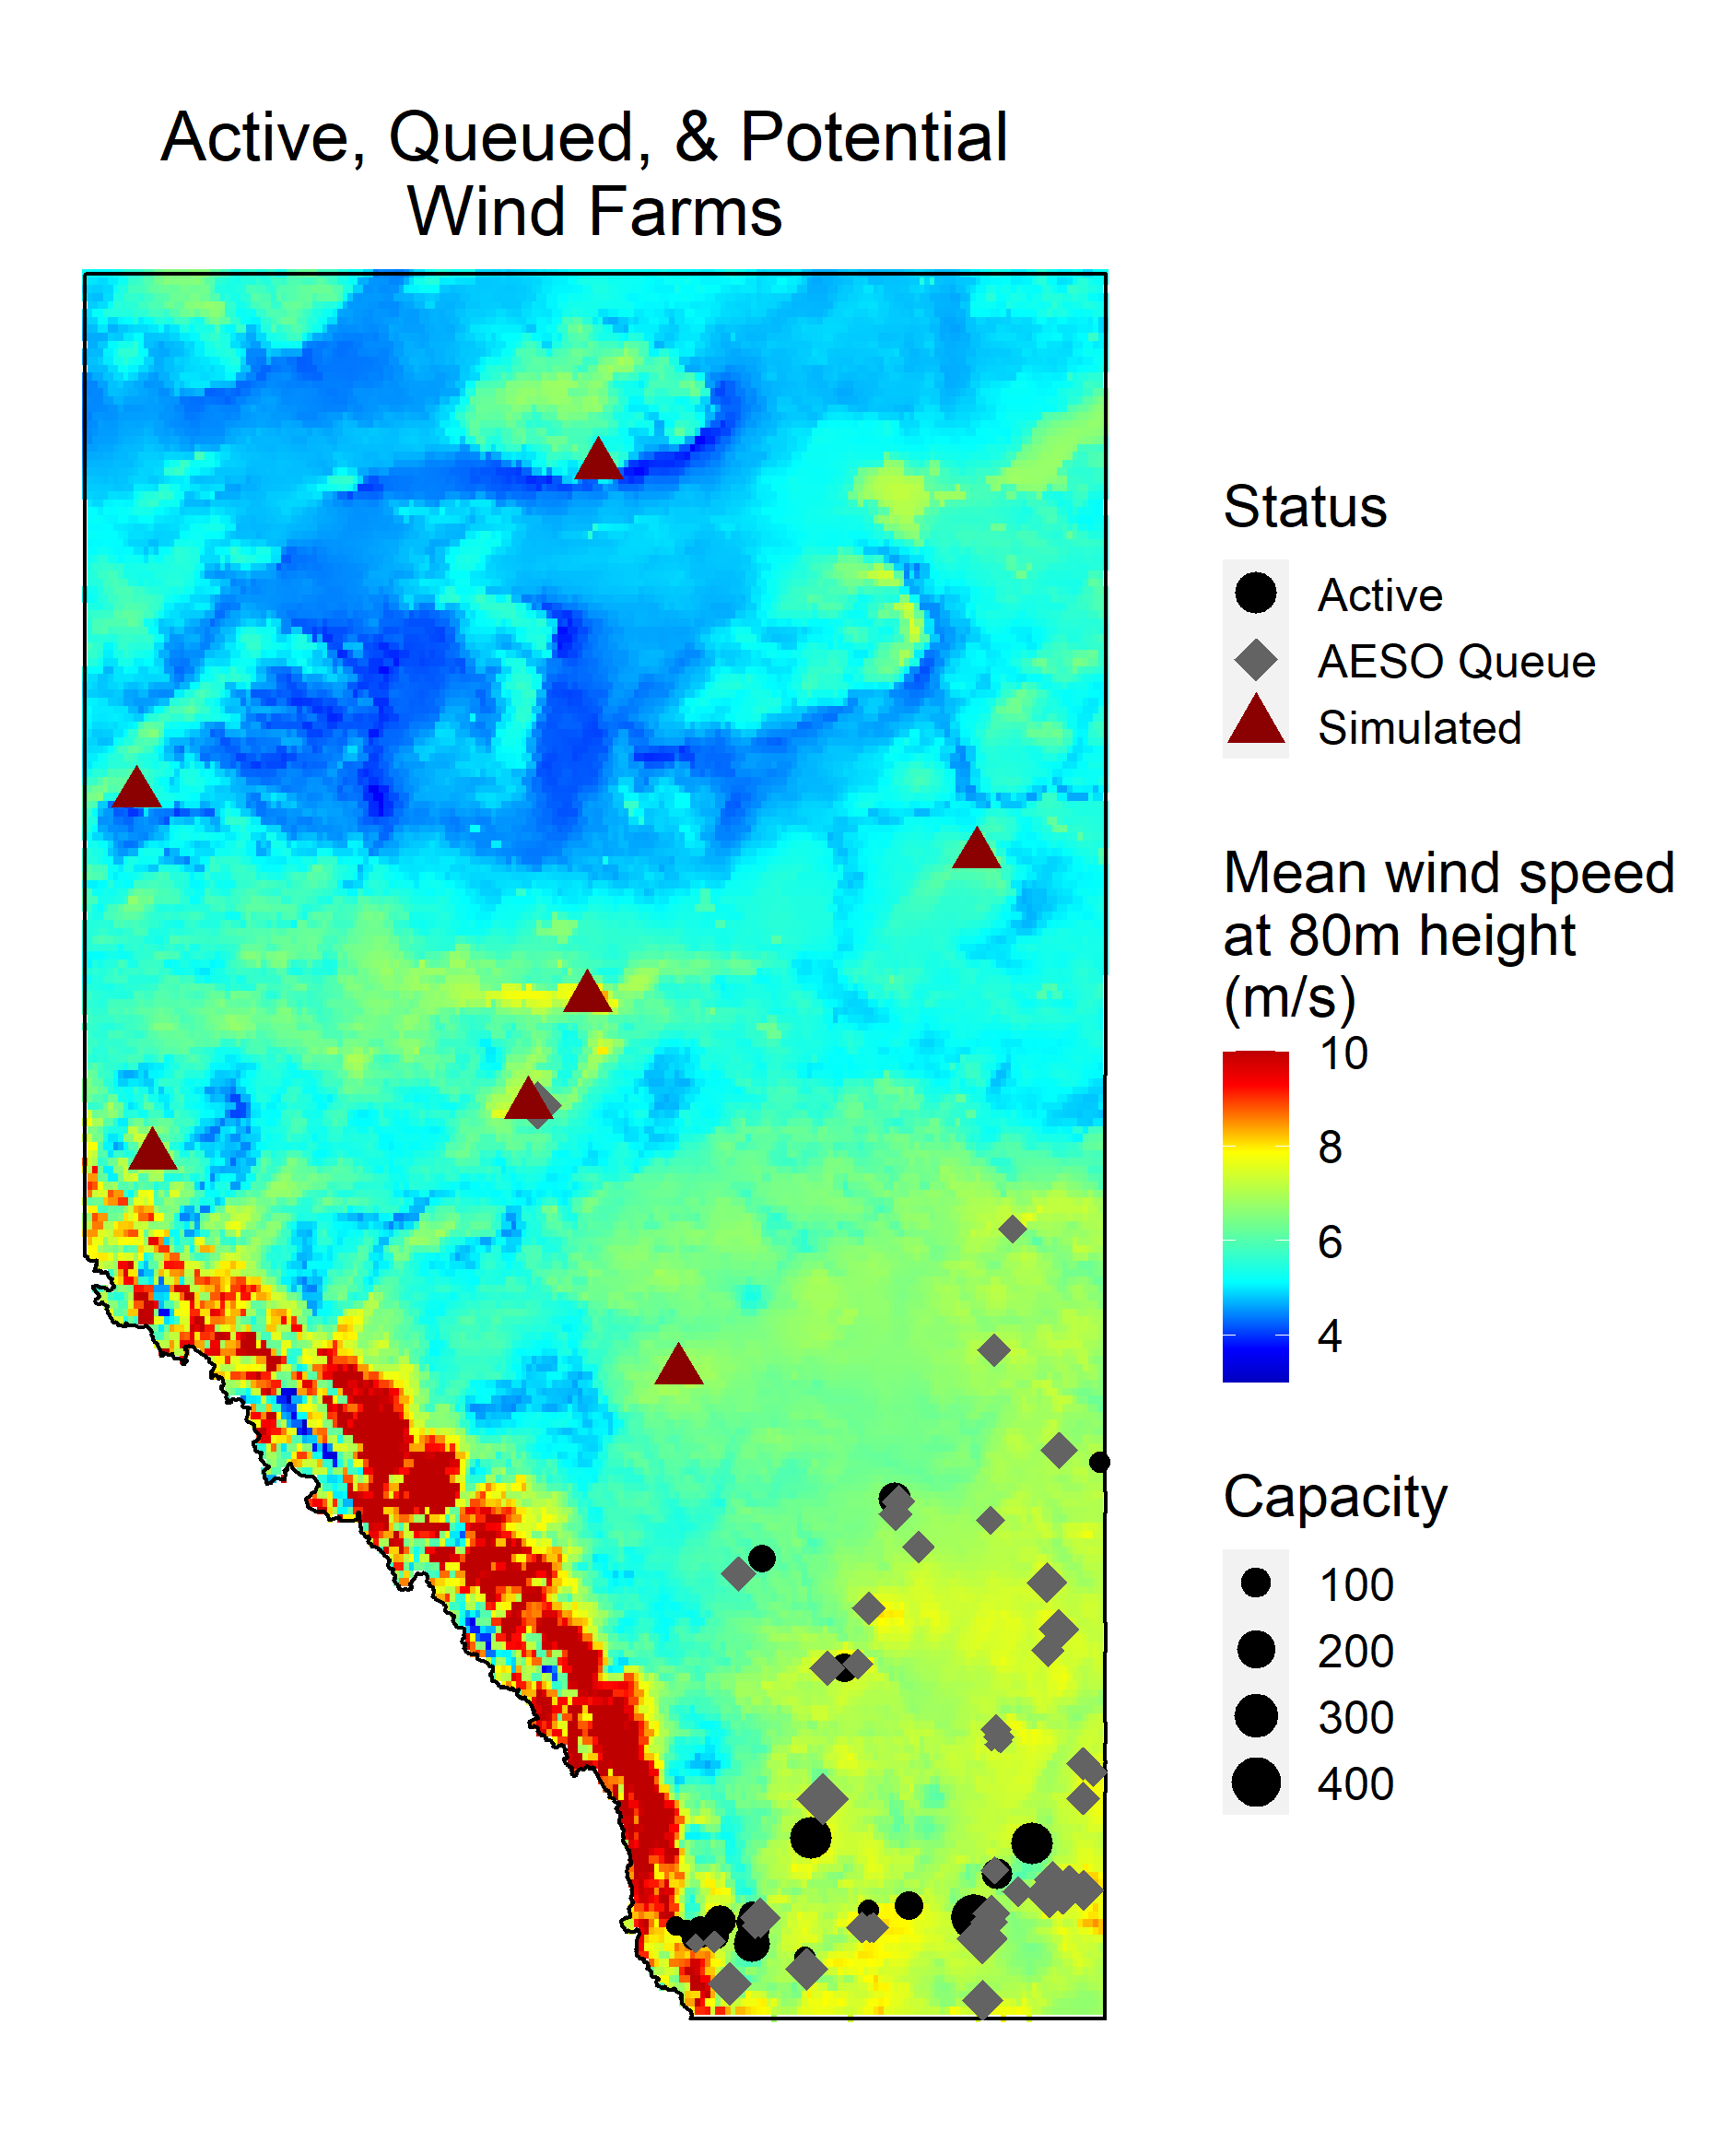 Active, Queued, & Potential
Wind Farms
Status
Active
AESO Queue
Simulated
Mean wind speed
at 80m height
(m/s)
10
8
6
4
Capacity
100
200
300
400